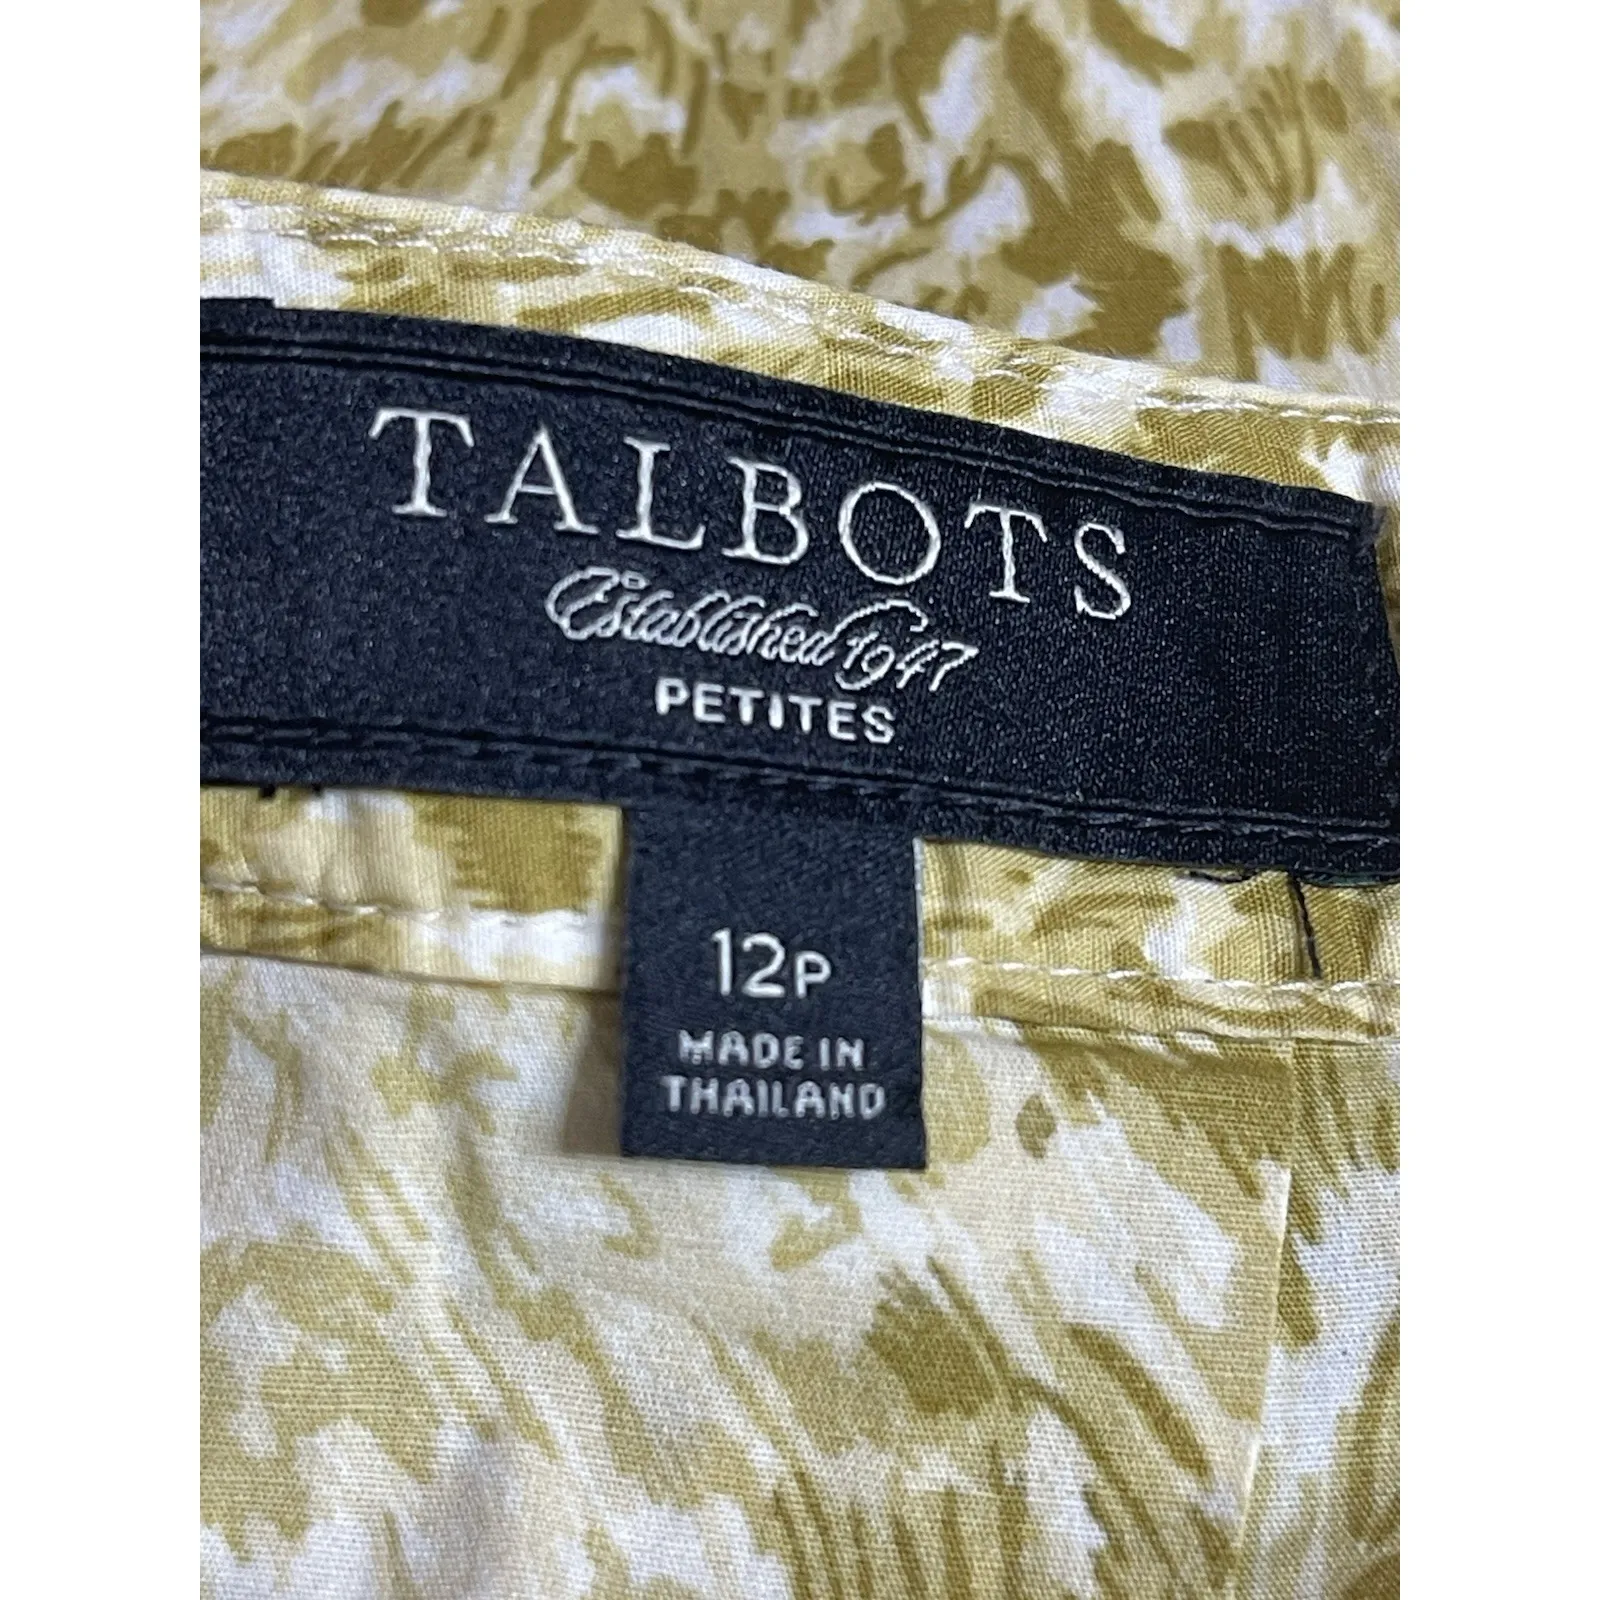 TALBOTS
Established 1947
PETITES
12P
MADE IN
THAILAND